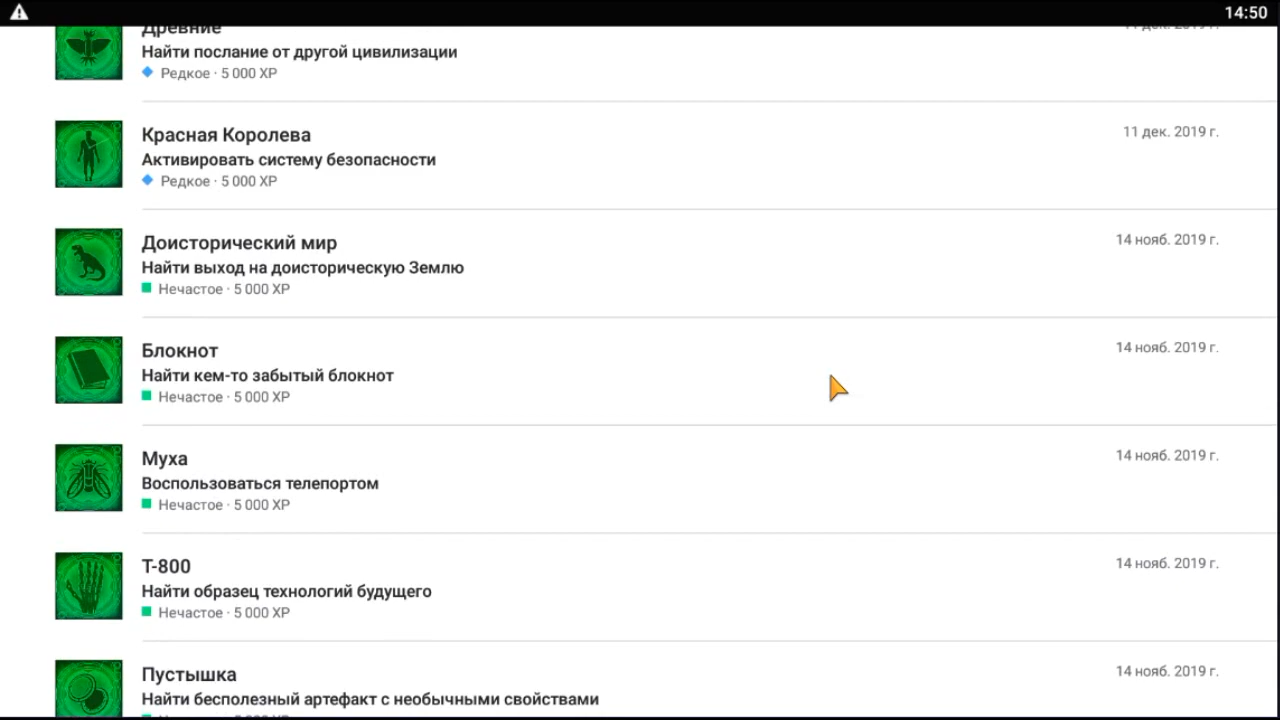 14:50
Древние
11 дек. 2019 г.
Найти послание от другой цивилизации
Редкое · 5 000 XP
Красная Королева
11 дек. 2019 г.
Активировать систему безопасности
Редкое · 5 000 XP
Доисторический мир
14 нояб. 2019 г.
Найти выход на доисторическую Землю
Нечастое · 5 000 XP
Блокнот
14 нояб. 2019 г.
Найти кем-то забытый блокнот
Нечастое · 5 000 XP
Муха
14 нояб. 2019 г.
Воспользоваться телепортом
Нечастое · 5 000 XP
Т-800
14 нояб. 2019 г.
Найти образец технологий будущего
Нечастое · 5 000 XP
Пустышка
14 нояб. 2019 г.
Найти бесполезный артефакт с необычными свойствами